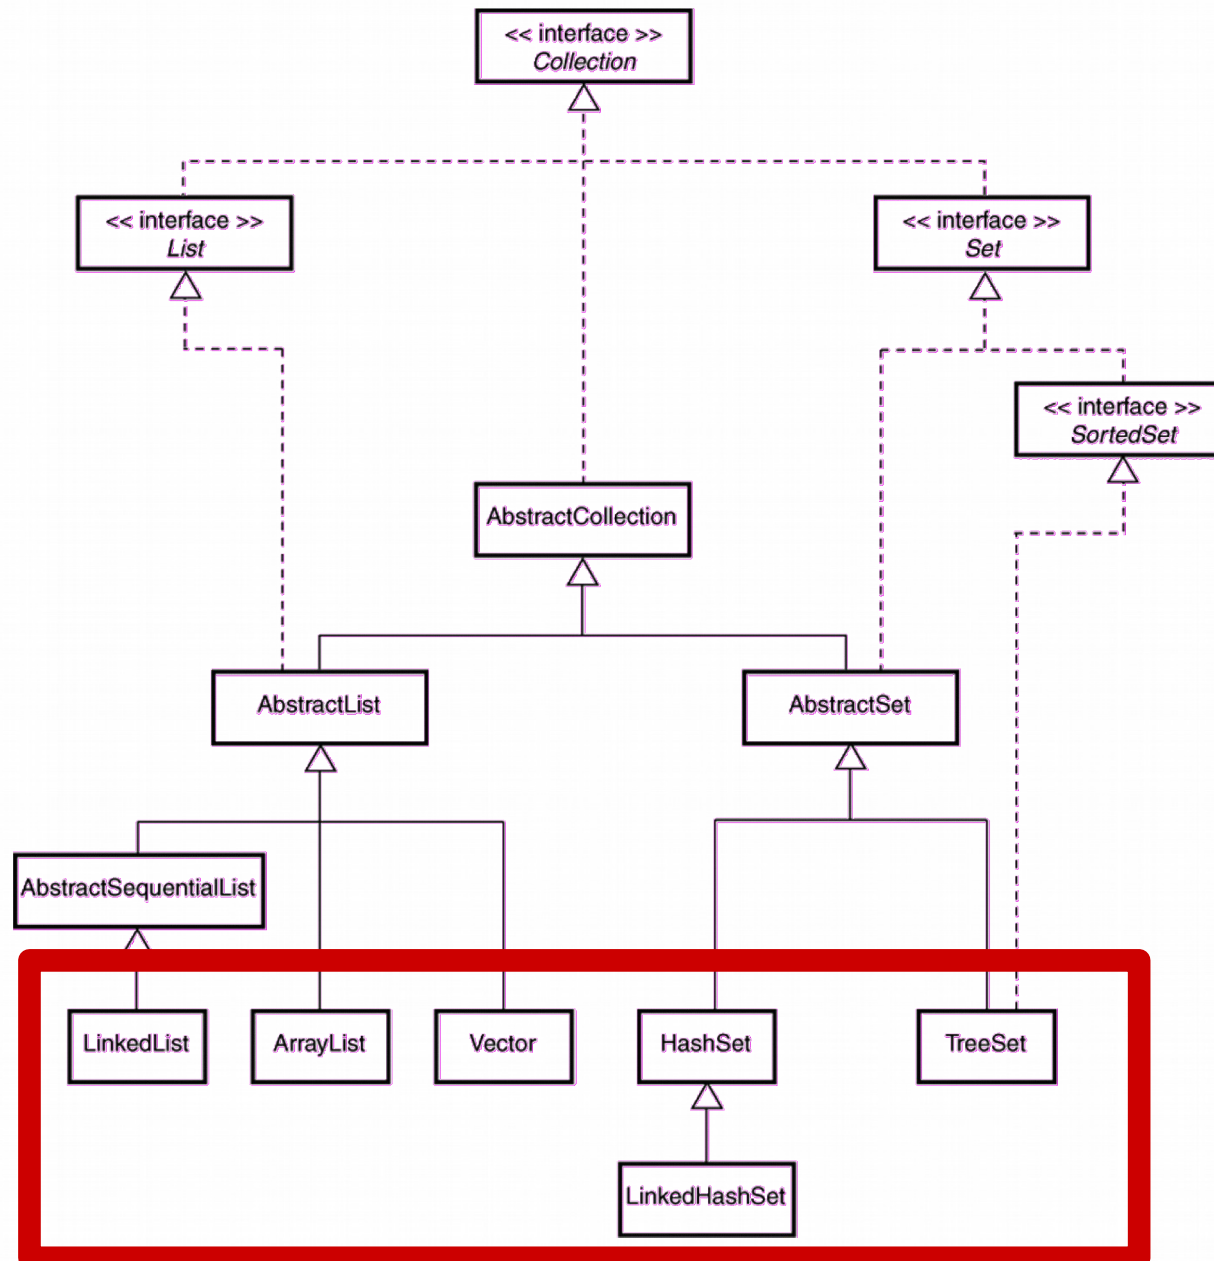 << interface >>
Collection
<< interface >>
List
<< interface >>
Set
<< interface >>
SortedSet
AbstractCollection
AbstractList
AbstractSet
AbstractSequentialList
LinkedList
ArrayList
Vector
HashSet
TreeSet
LinkedHashSet